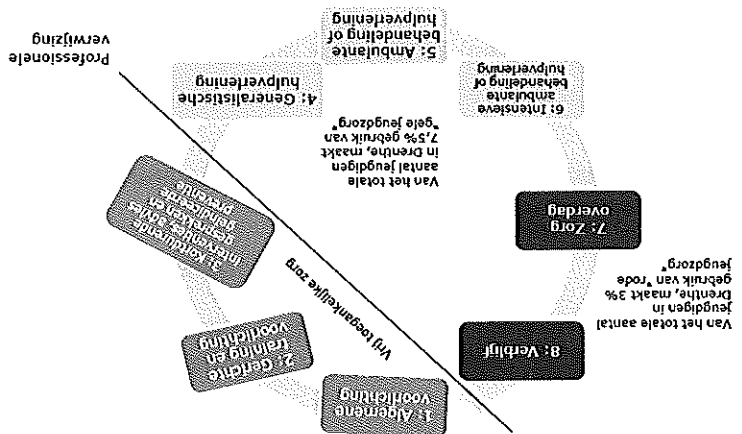 1: Algemene
voorlichting
2: Gerichte
training en
voorlichting
3: Kortdurende
interventies, advies
gesprekken en
geïndiceerde
preventie
Vrij toegankelijke zorg
8: Verblijf
Van het totale aantal
jeugdigen in
Drenthe, maakt 3%
gebruik van "rode
jeugdzorg"
7: Zorg
overdag
Van het totale
aantal jeugdigen
in Drenthe, maakt
7,5% gebruik van
"gele jeugdzorg"
6: Intensieve
ambulante
behandeling of
hulpverlening
5: Ambulante
behandeling of
hulpverlening
4: Generalistische
hulpverlening
Professionele
verwijzing